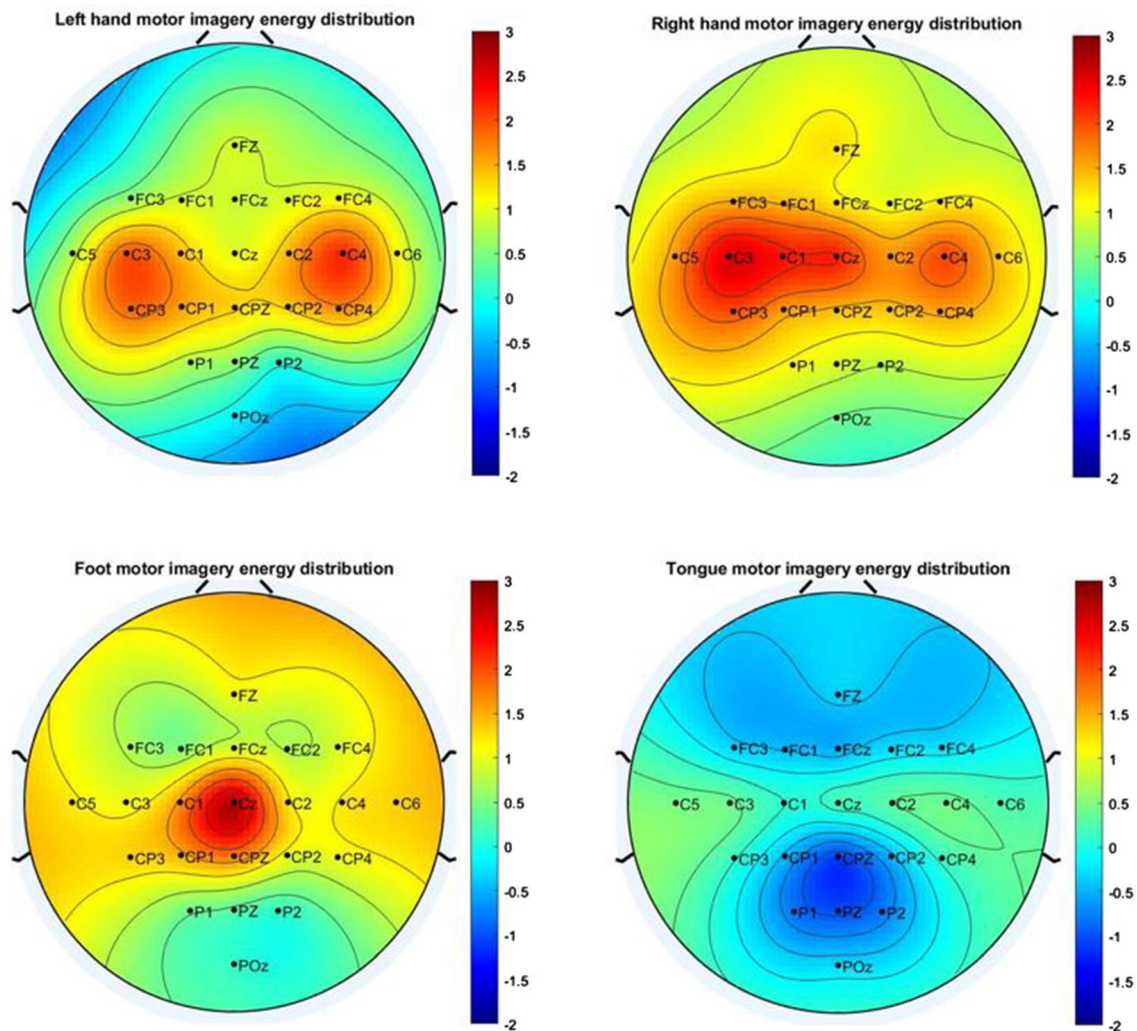 Left hand motor imagery energy distribution
3
2.5
2
1.5
1
0.5
0
-0.5
-1
-1.5
-2
FZ
FC3 FC1 FCz FC2 FC4
C5 C3 C1 Cz C2 C4 C6
CP3 CP1 CPZ CP2 CP4
P1 PZ P2
POz
Right hand motor imagery energy distribution
3
2.5
2
1.5
1
0.5
0
-0.5
-1
-1.5
-2
FZ
FC3 FC1 FCz FC2 FC4
C5 C3 C1 Cz C2 C4 C6
CP3 CP1 CPZ CP2 CP4
P1 PZ P2
POz
Foot motor imagery energy distribution
3
2.5
2
1.5
1
0.5
0
-0.5
-1
-1.5
-2
FZ
FC3 FC1 FCz FC2 FC4
C5 C3 C1 Cz C2 C4 C6
CP3 CP1 CPZ CP2 CP4
P1 PZ P2
POz
Tongue motor imagery energy distribution
3
2.5
2
1.5
1
0.5
0
-0.5
-1
-1.5
-2
FZ
FC3 FC1 FCz FC2 FC4
C5 C3 C1 Cz C2 C4 C6
CP3 CP1 CPZ CP2 CP4
P1 PZ P2
POz